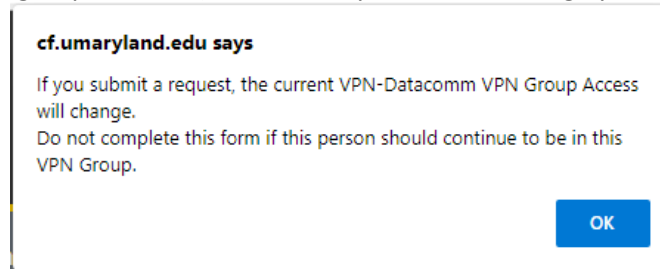 cf.umaryland.edu says
If you submit a request, the current VPN-Datacomm VPN Group Access
will change.
Do not complete this form if this person should continue to be in this
VPN Group.
OK